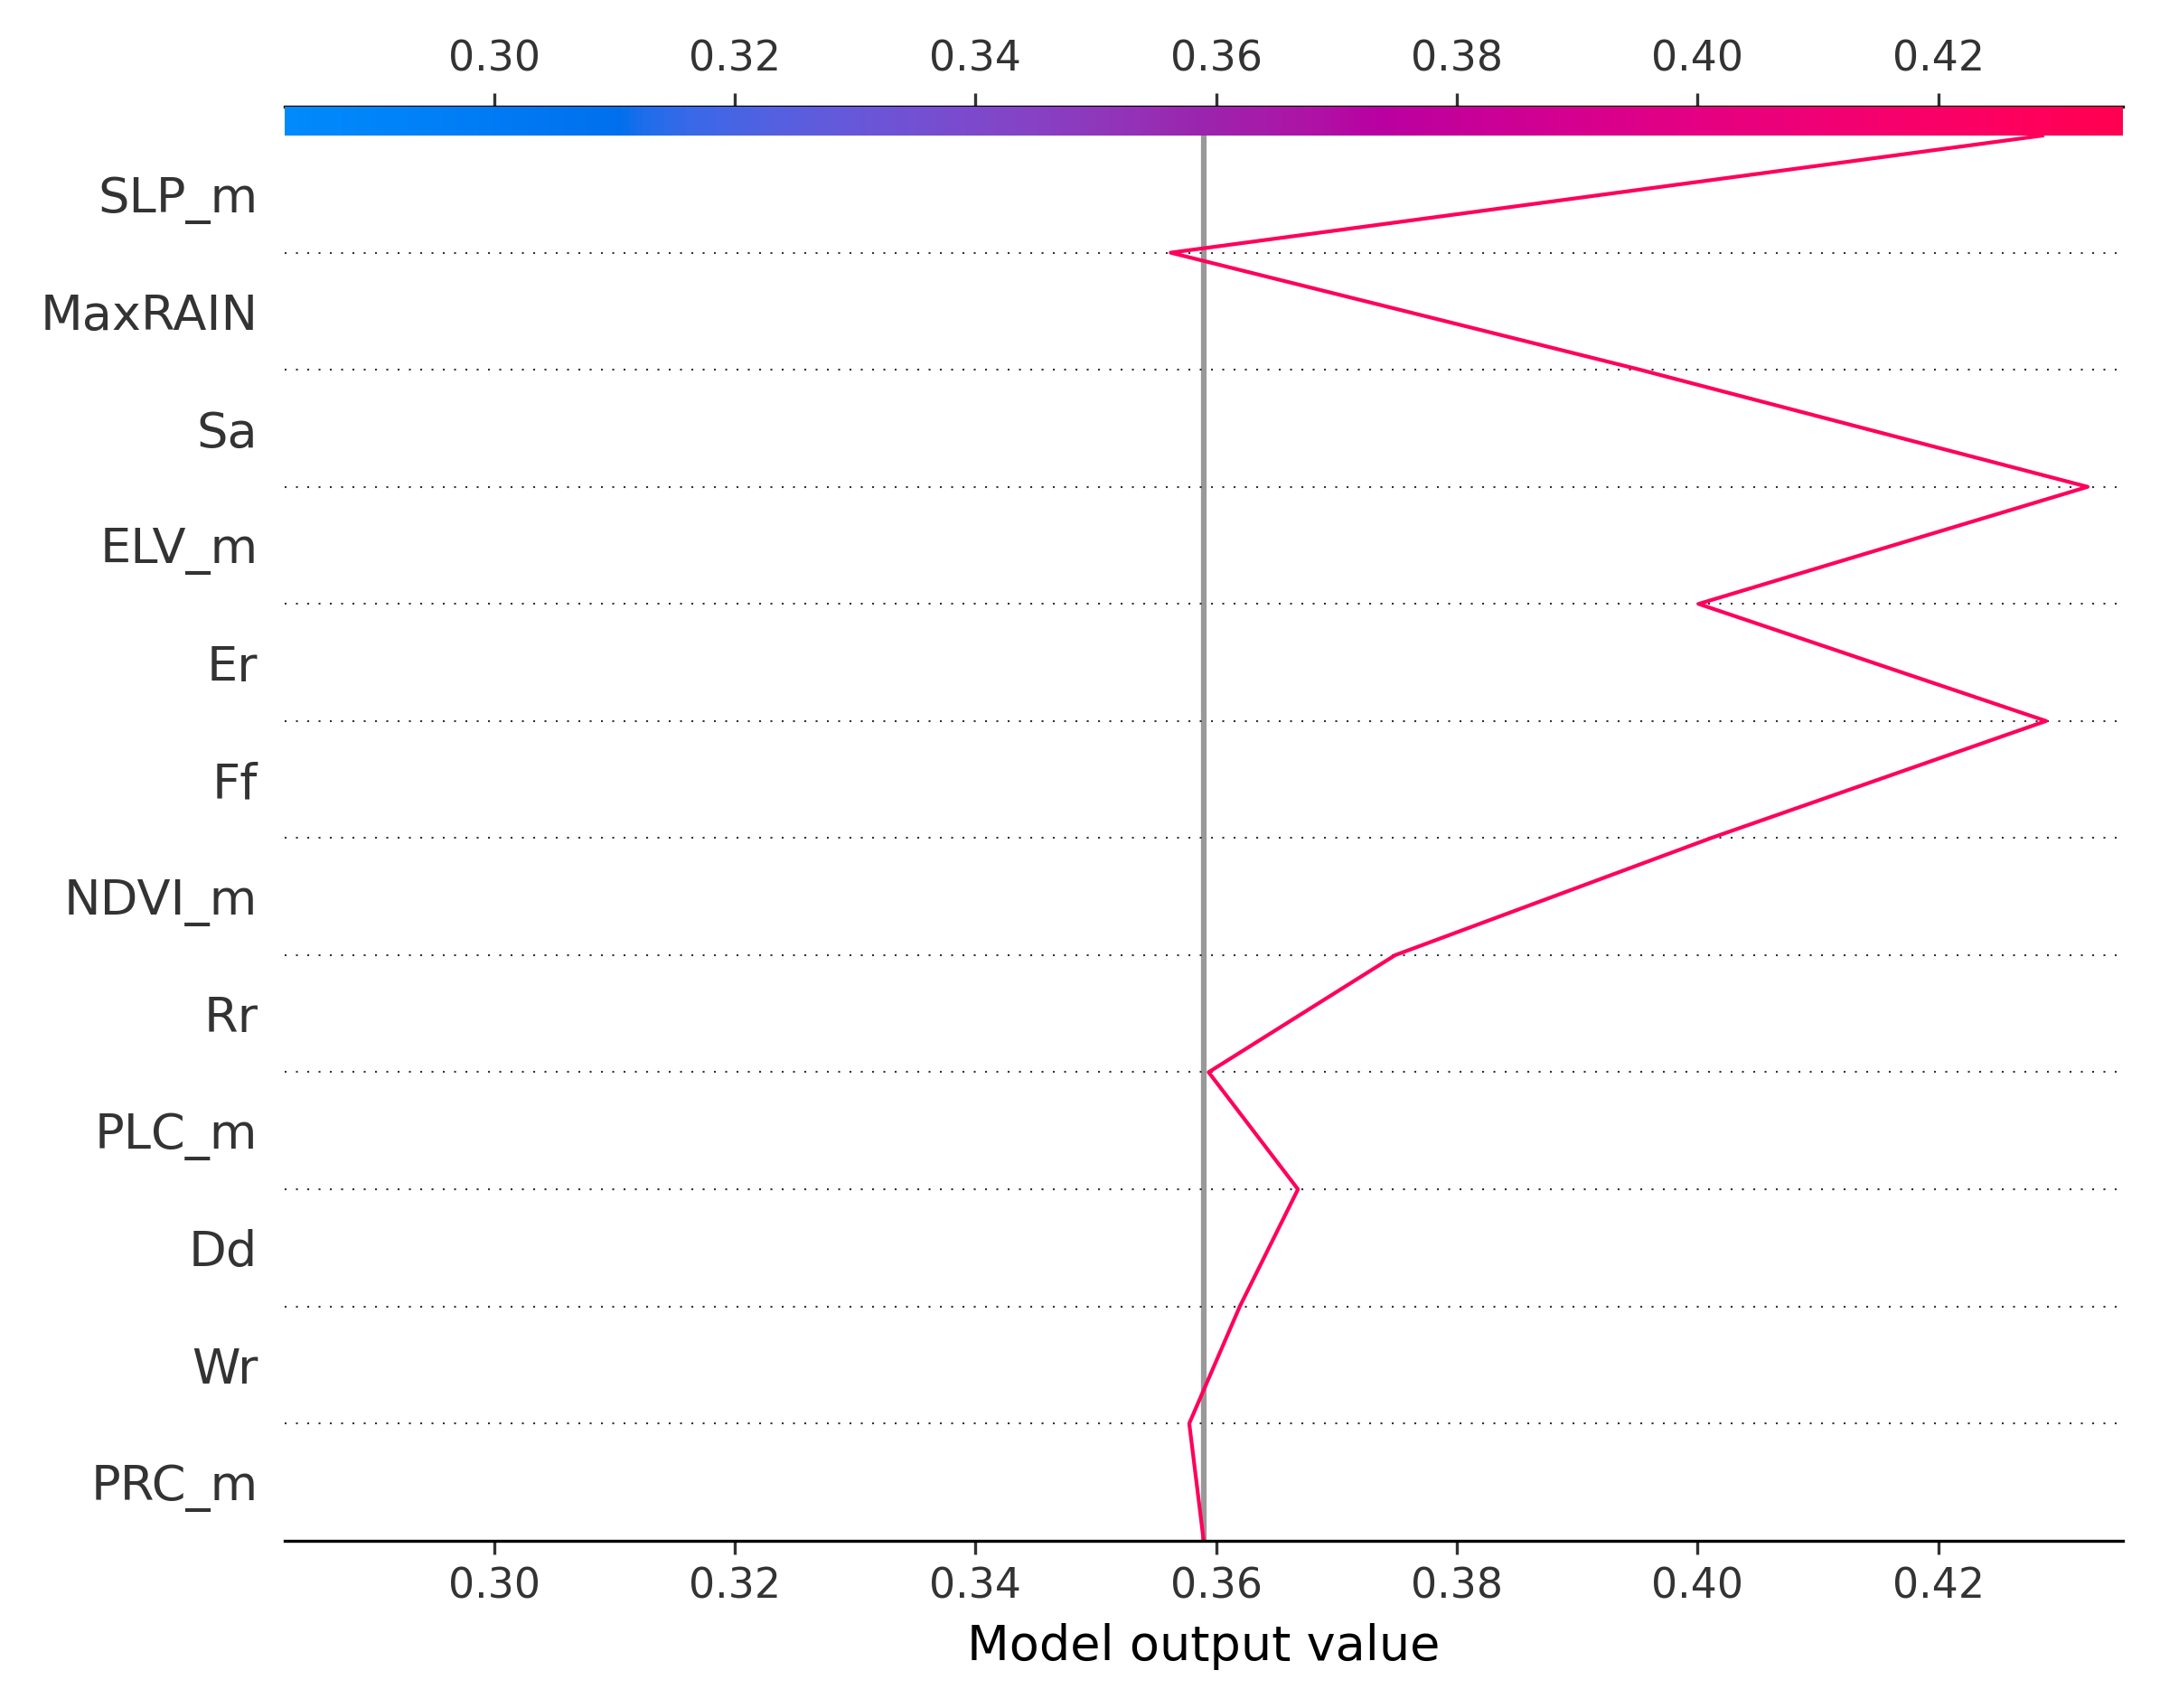 0.30 0.32 0.34 0.36 0.38 0.40 0.42
SLP_m
MaxRAIN
Sa
ELV_m
Er
Ff
NDVI_m
Rr
PLC_m
Dd
Wr
PRC_m
0.30 0.32 0.34 0.36 0.38 0.40 0.42
Model output value